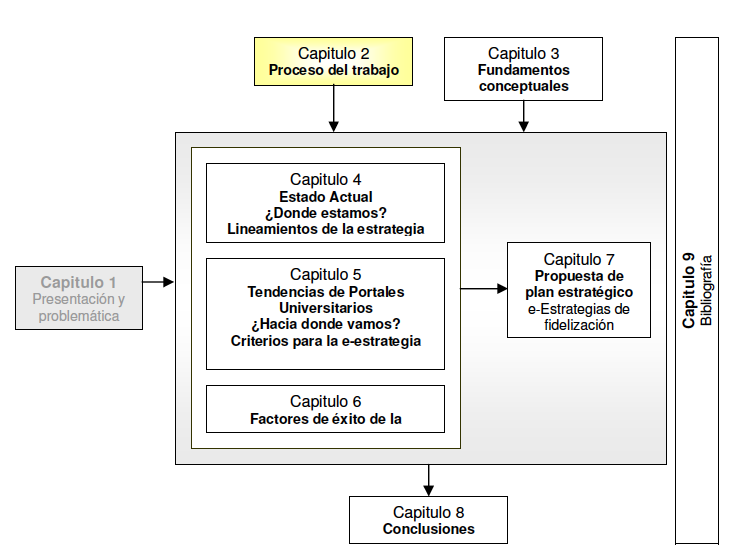 Capitulo 2
Proceso del trabajo
Capitulo 3
Fundamentos
conceptuales
Capitulo 1
Presentación y
problemática
Capitulo 4
Estado Actual
¿Donde estamos?
Lineamientos de la estrategia
Capitulo 5
Tendencias de Portales
Universitarios
¿Hacia donde vamos?
Criterios para la e-estrategia
Capitulo 6
Factores de éxito de la
Capitulo 7
Propuesta de
plan estratégico
e-Estrategias de
fidelización
Capitulo 8
Conclusiones
Capitulo 9
Bibliografía